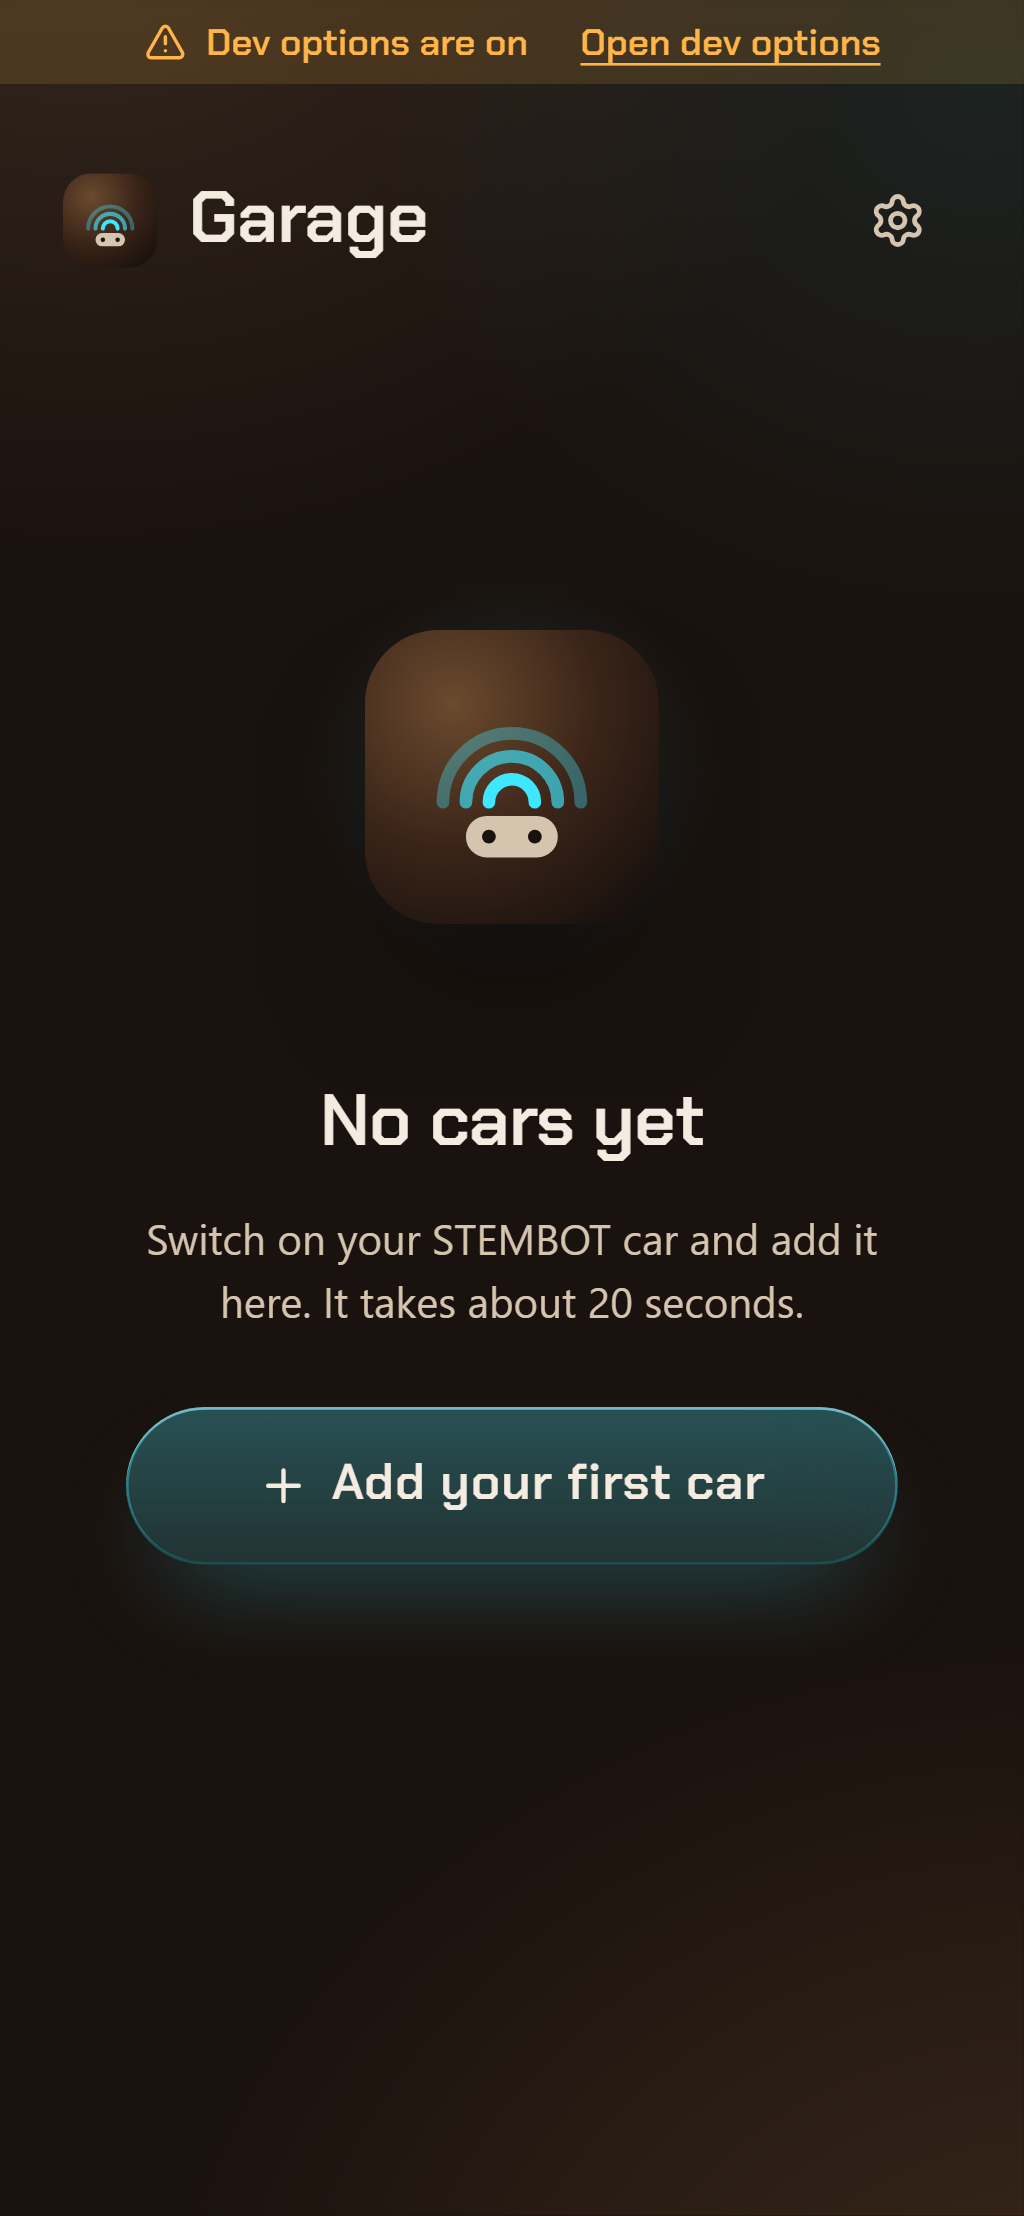 Dev options are on Open dev options
Garage
No cars yet
Switch on your STEMBOT car and add it
here. It takes about 20 seconds.
Add your first car